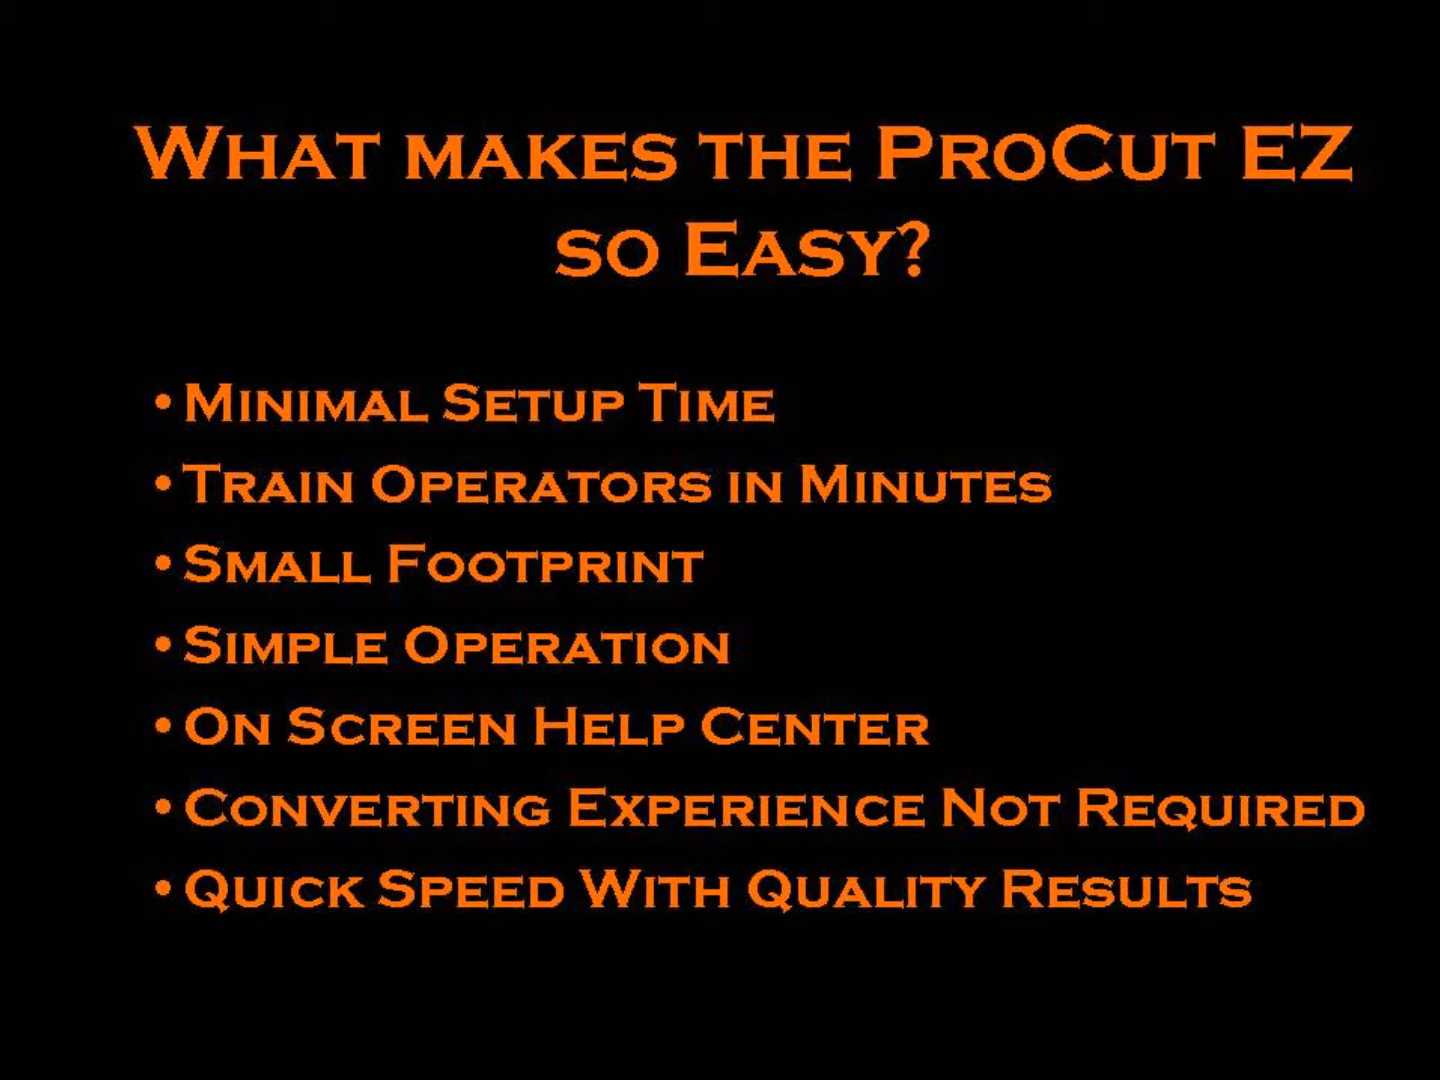 What makes the ProCut EZ
so Easy?
• Minimal Setup Time
• Train Operators in Minutes
• Small Footprint
• Simple Operation
• On Screen Help Center
• Converting Experience Not Required
• Quick Speed With Quality Results